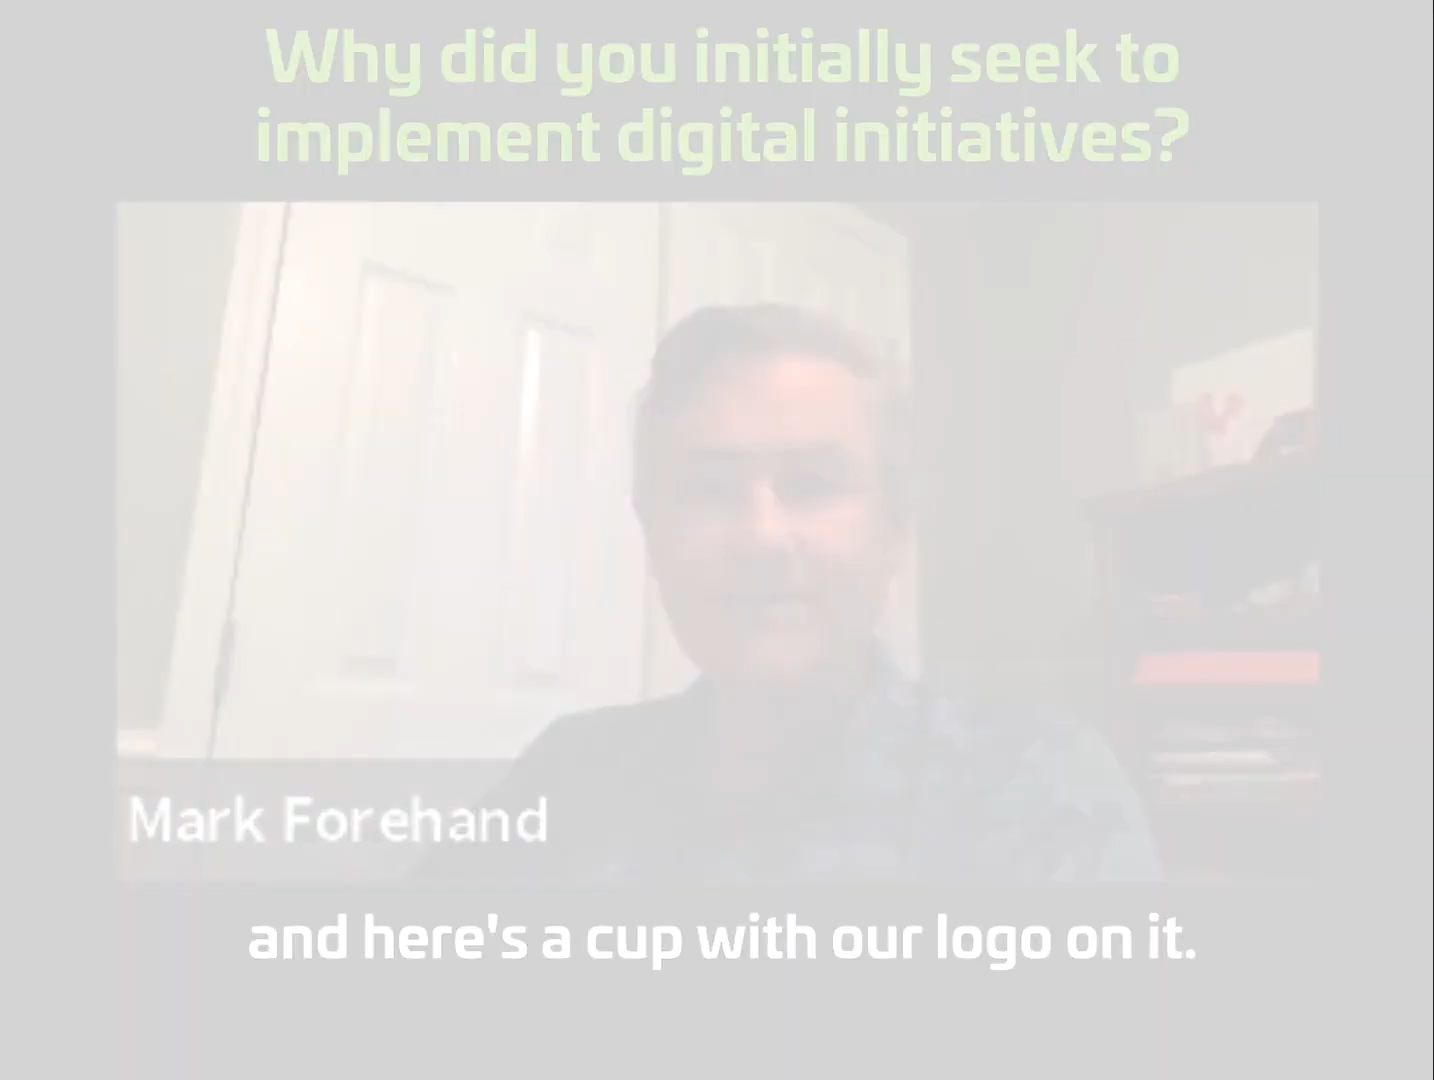 Why did you initially seek to
implement digital initiatives?
Mark Forehand
and here's a cup with our logo on it.